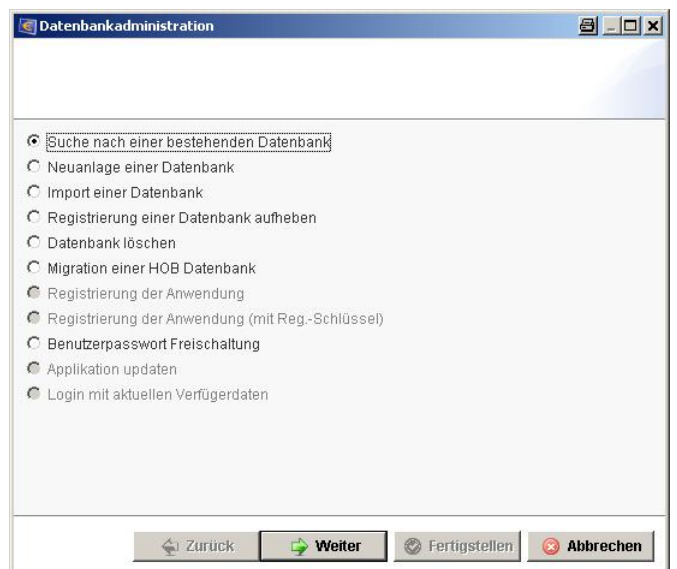 Datenbankadministration
Suche nach einer bestehenden Datenbank
Neuanlage einer Datenbank
Import einer Datenbank
Registrierung einer Datenbank aufheben
Datenbank löschen
Migration einer HOB Datenbank
Registrierung der Anwendung
Registrierung der Anwendung (mit Reg.-Schlüssel)
Benutzerpasswort Freischaltung
Applikation updaten
Login mit aktuellen Verfügerdaten
Zurück Weiter Fertigstellen Abbrechen